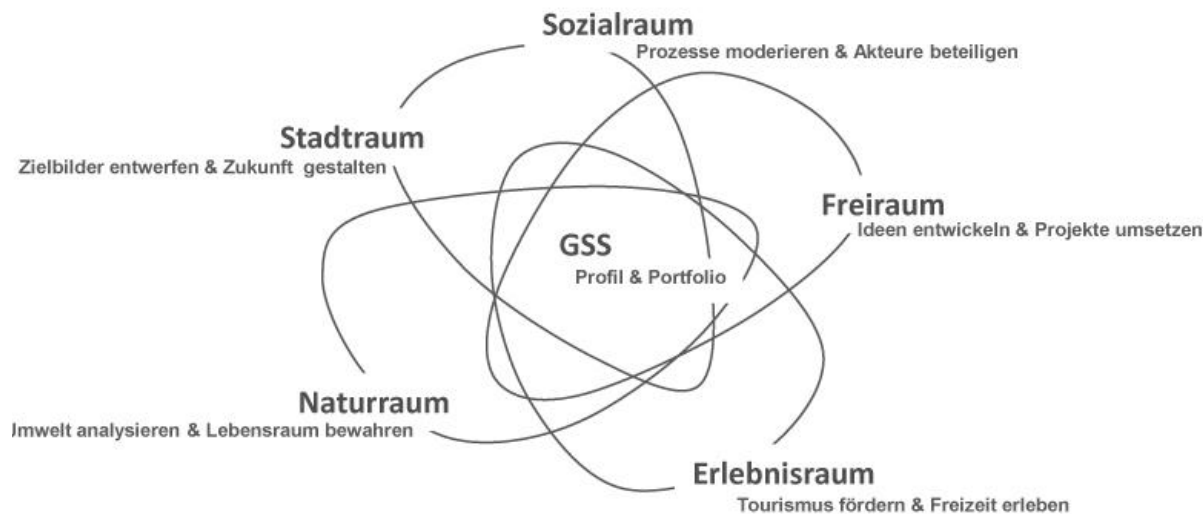 Sozialraum
Prozesse moderieren & Akteure beteiligen
Stadtraum
Zielbilder entwerfen & Zukunft gestalten
Freiraum
Ideen entwickeln & Projekte umsetzen
GSS
Profil & Portfolio
Naturraum
Umwelt analysieren & Lebensraum bewahren
Erlebnisraum
Tourismus fördern & Freizeit erleben